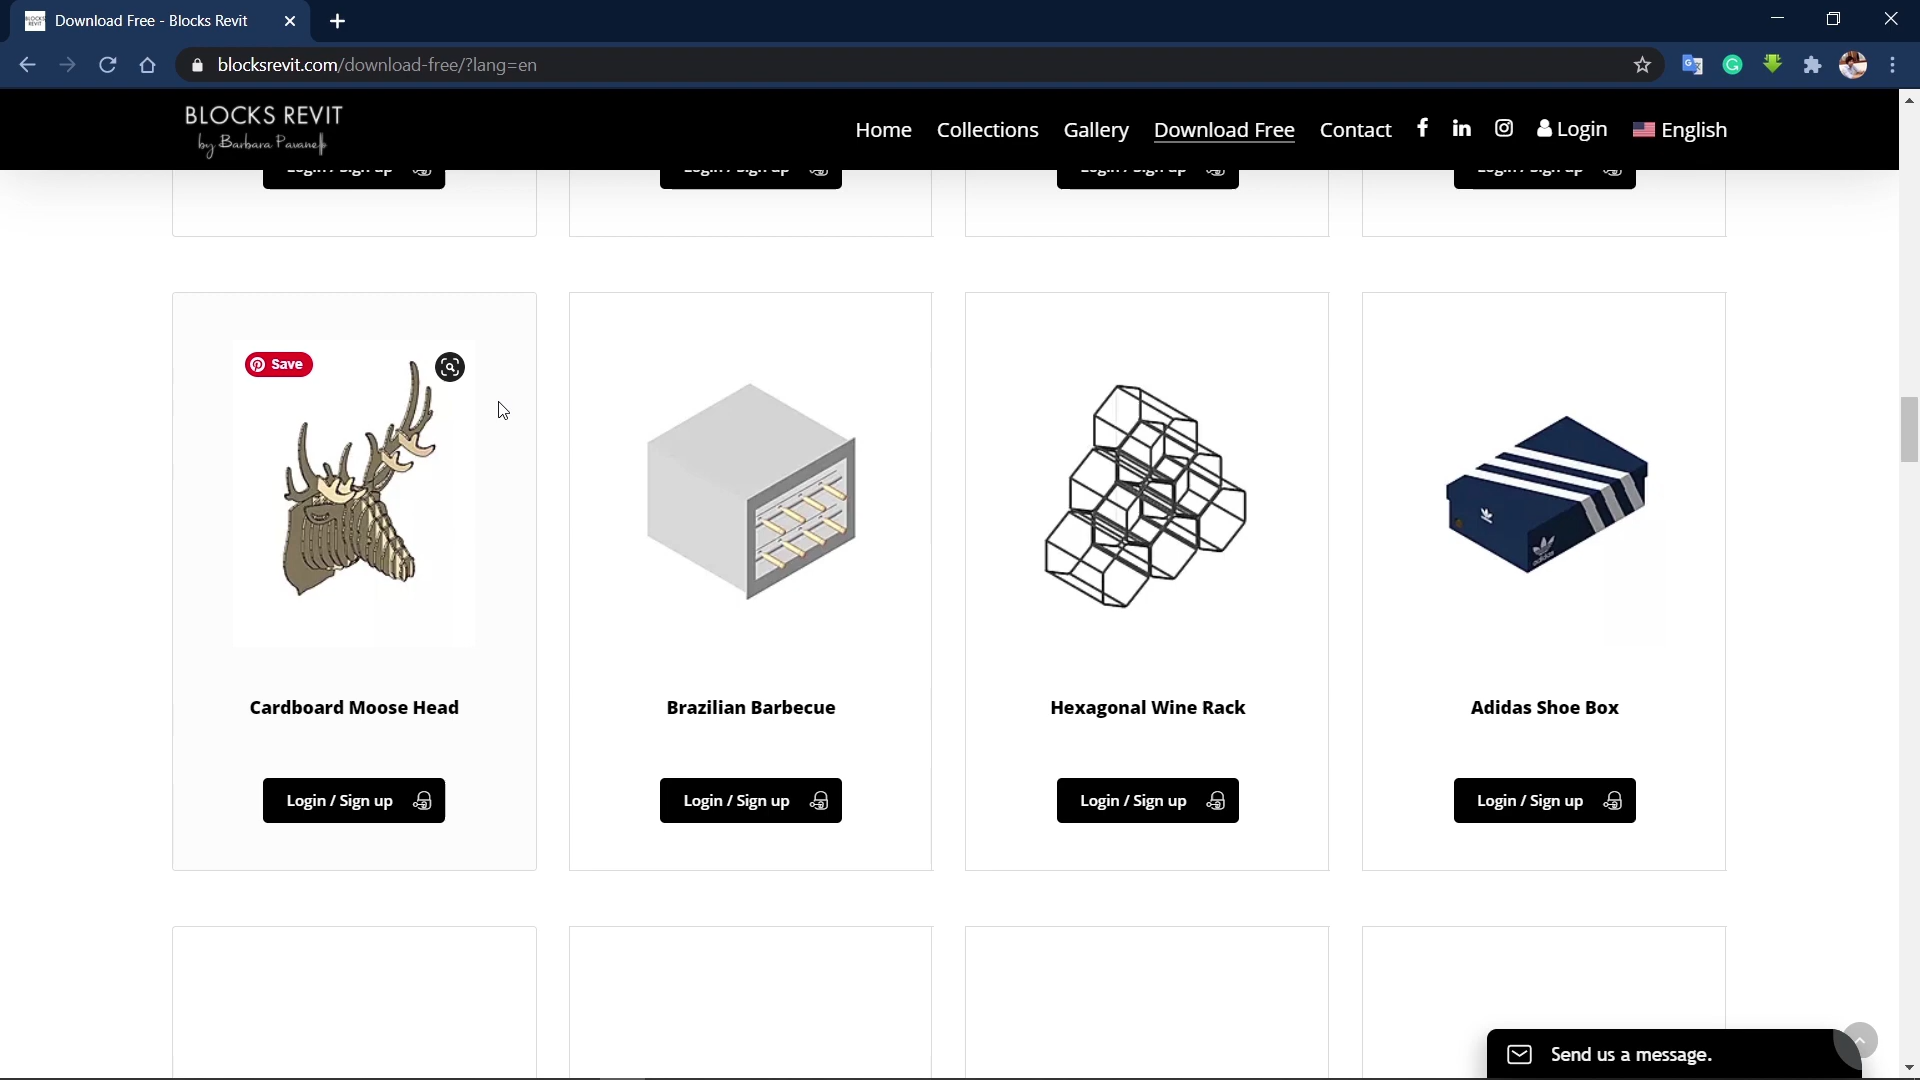 Download Free - Blocks Revit
blocksrevit.com/download-free/?lang=en
BLOCKS REVIT
by Barbara Pavanelli
Home
Collections
Gallery
Download Free
Contact
Login
English
Login / Sign up
Login / Sign up
Login / Sign up
Login / Sign up
Save
adidas
Cardboard Moose Head
Brazilian Barbecue
Hexagonal Wine Rack
Adidas Shoe Box
Login / Sign up
Login / Sign up
Login / Sign up
Login / Sign up
Send us a message.